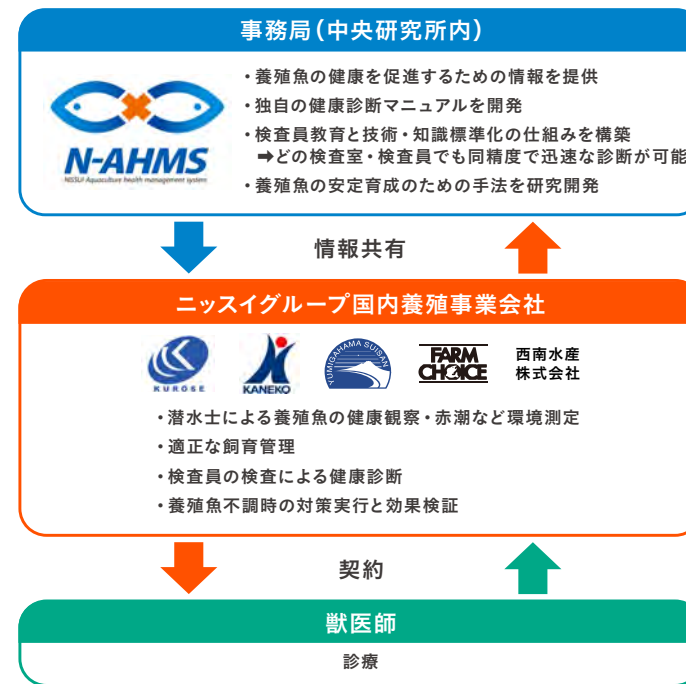 事務局(中央研究所内)
N-AHMS
NISSUI Aquaculture health management system
・養殖魚の健康を促進するための情報を提供
・独自の健康診断マニュアルを開発
・検査員教育と技術・知識標準化の仕組みを構築
➡どの検査室・検査員でも同精度で迅速な診断が可能
・養殖魚の安定育成のための手法を研究開発
情報共有
ニッスイグループ国内養殖事業会社
KUROSE
KANEKO
YUMIGAHAMA SUISAN
FARM
CHOICE
西南水産
株式会社
・潜水士による養殖魚の健康観察・赤潮など環境測定
・適正な飼育管理
・検査員の検査による健康診断
・養殖魚不調時の対策実行と効果検証
契約
獣医師
診療